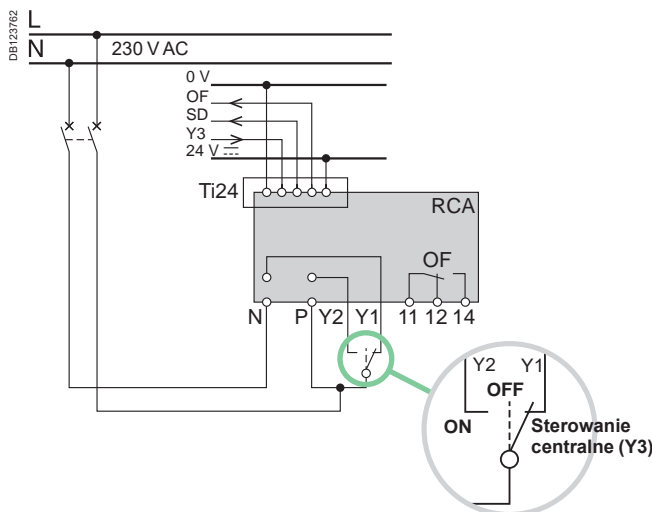 DB123762
L
N
230 V AC
0 V
OF
SD
Y3
24 V
Ti24
RCA
OF
N P Y2 Y1 11 12 14
Y2 Y1
OFF
ON
Sterowanie
centralne (Y3)